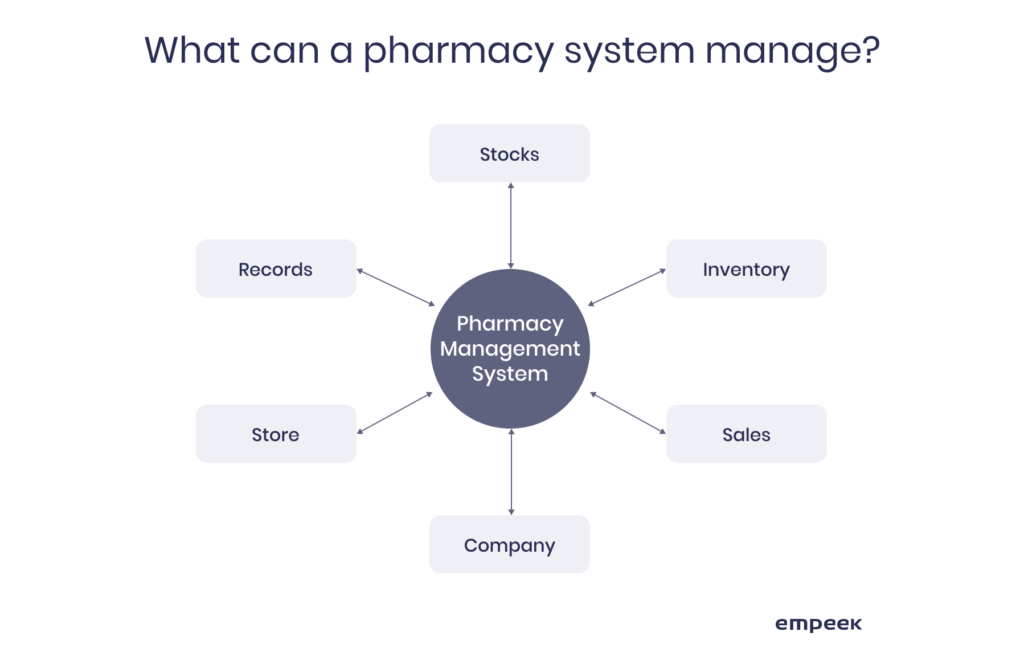 What can a pharmacy system manage?
Stocks
Records
Inventory
Pharmacy
Management
System
Store
Sales
Company
empeek